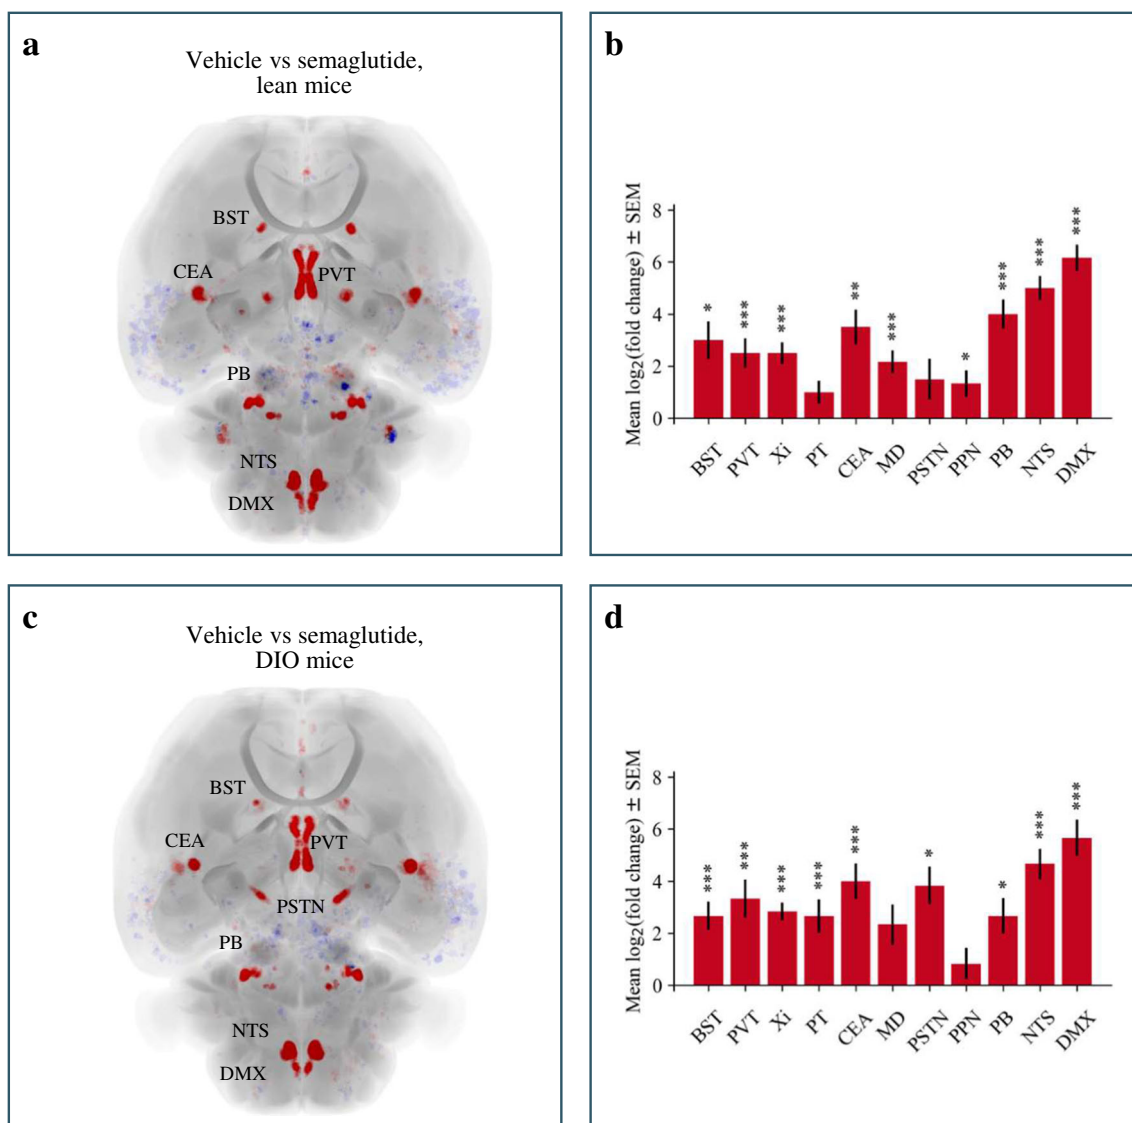 a
Vehicle vs semaglutide,
lean mice
BST
CEA
PVT
PB
NTS
DMX
b
Mean log2(fold change) ± SEM
8
6
4
2
0
*
***
***
**
***
*
***
***
***
BST
PVT
Xi
PT
CEA
MD
PSTN
PPN
PB
NTS
DMX
c
Vehicle vs semaglutide,
DIO mice
BST
CEA
PVT
PSTN
PB
NTS
DMX
d
Mean log2(fold change) ± SEM
8
6
4
2
0
***
***
***
***
***
*
*
***
***
BST
PVT
Xi
PT
CEA
MD
PSTN
PPN
PB
NTS
DMX